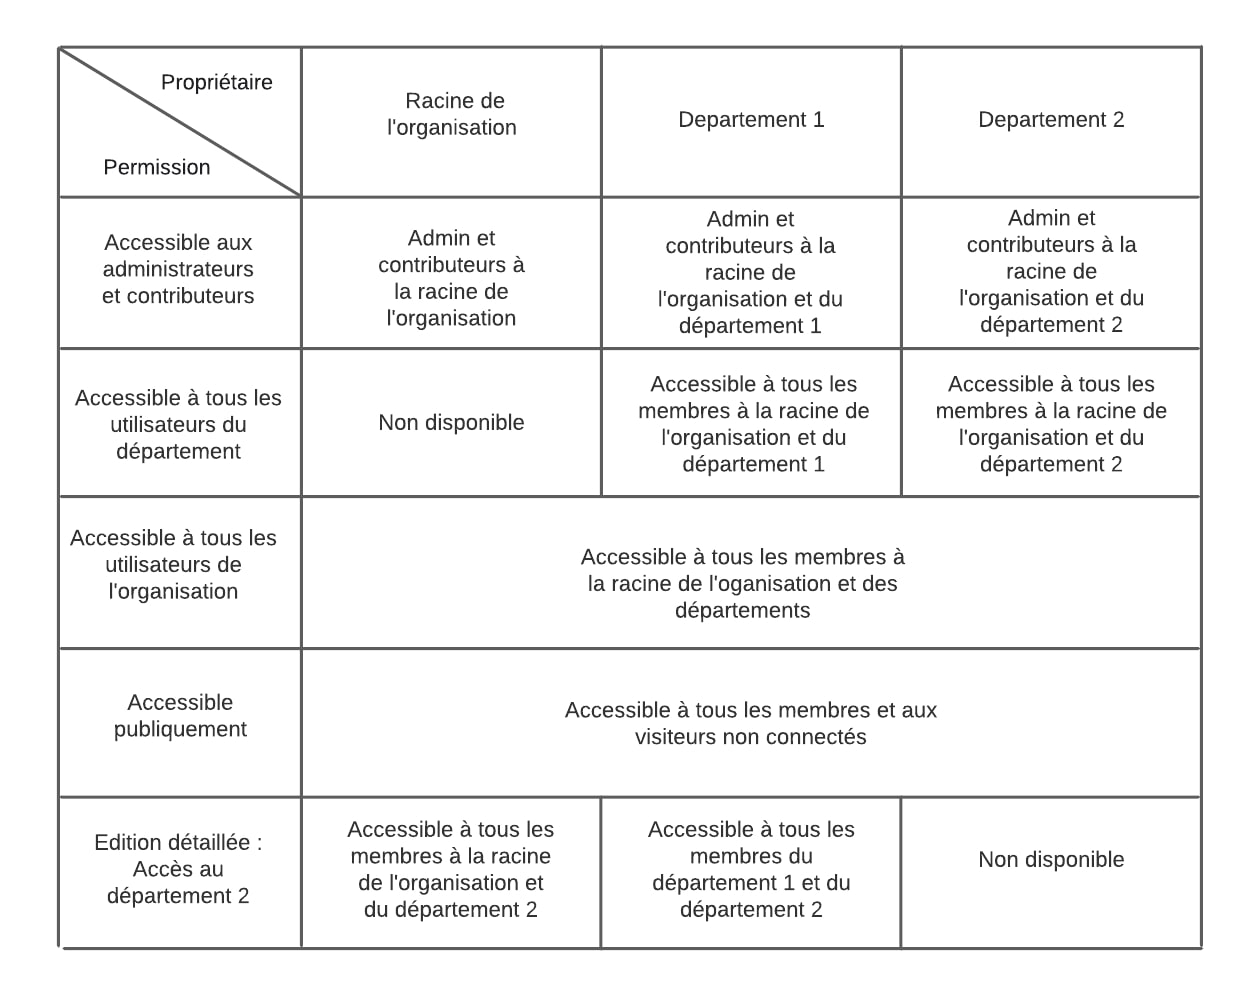 Propriétaire
Permission
Racine de
l'organisation
Departement 1
Departement 2
Accessible aux
administrateurs
et contributeurs
Admin et
contributeurs à
la racine de
l'organisation
Admin et
contributeurs à la
racine de
l'organisation et du
département 1
Admin et
contributeurs à la
racine de
l'organisation et du
département 2
Accessible à tous les
utilisateurs du
département
Non disponible
Accessible à tous les
membres à la racine de
l'organisation et du
département 1
Accessible à tous les
membres à la racine de
l'organisation et du
département 2
Accessible à tous les
utilisateurs de
l'organisation
Accessible à tous les membres à
la racine de l'oganisation et des
départements
Accessible
publiquement
Accessible à tous les membres et aux
visiteurs non connectés
Edition détaillée :
Accès au
département 2
Accessible à tous les
membres à la racine
de l'organisation et
du département 2
Accessible à tous les
membres du
département 1 et du
département 2
Non disponible